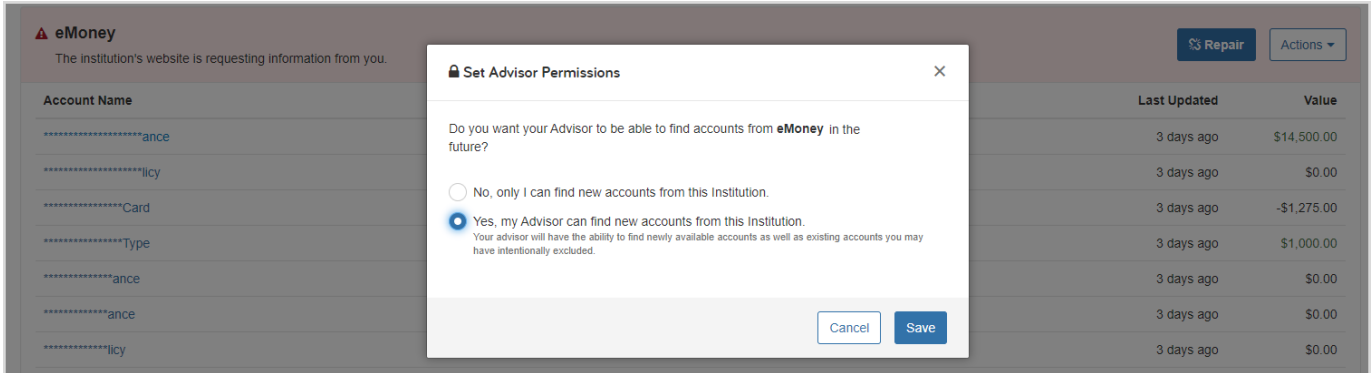 eMoney
The institution's website is requesting information from you.
Repair
Actions
Set Advisor Permissions
Account Name
Last Updated Value
Do you want your Advisor to be able to find accounts from eMoney in the
future?
No, only I can find new accounts from this Institution.
Yes, my Advisor can find new accounts from this Institution.
Your advisor will have the ability to find newly available accounts as well as existing accounts you may
have intentionally excluded.
Cancel Save
********************ance 3 days ago $14,500.00
********************licy 3 days ago $0.00
****************Card 3 days ago -$1,275.00
****************Type 3 days ago $1,000.00
**************ance 3 days ago $0.00
*************ance 3 days ago $0.00
*************licy 3 days ago $0.00